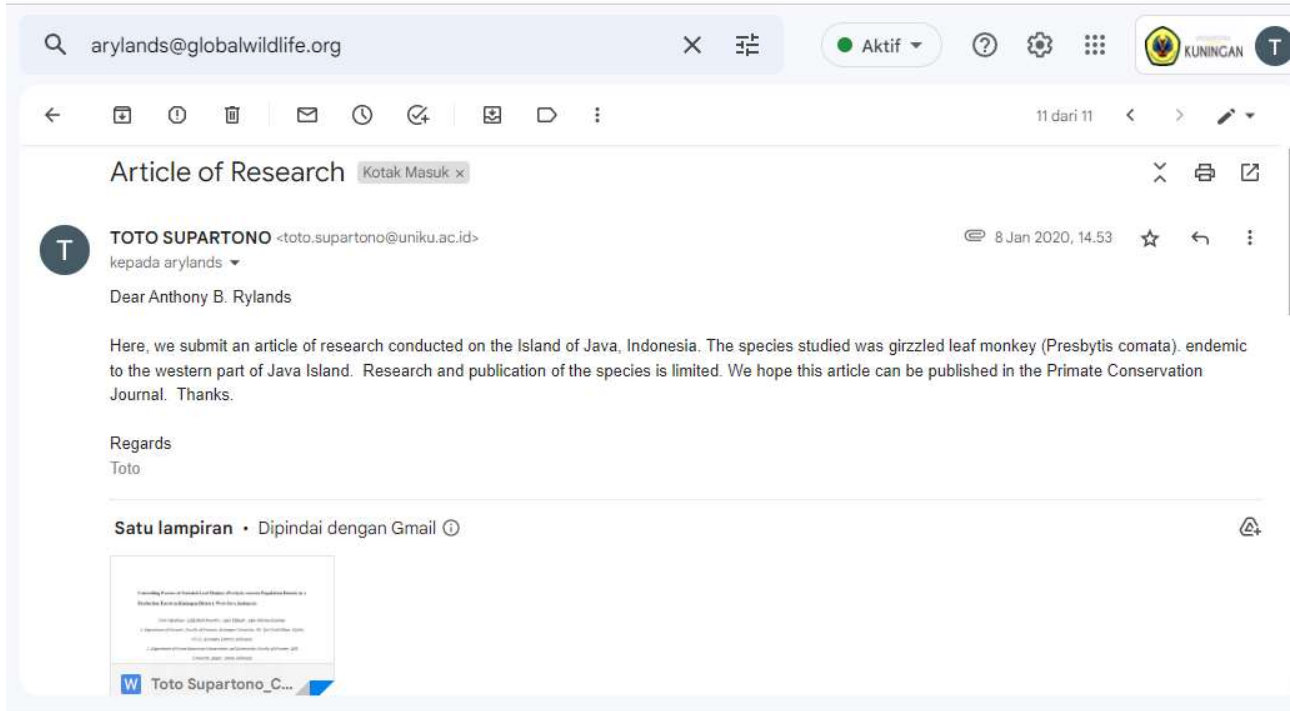 arylands@globalwildlife.org
Aktif
KUNINGAN
T
11 dari 11
Article of Research Kotak Masuk ×
T
TOTO SUPARTONO <toto.supartono@uniku.ac.id>
8 Jan 2020, 14.53
kepada arylands
Dear Anthony B. Rylands
Here, we submit an article of research conducted on the Island of Java, Indonesia. The species studied was girzzled leaf monkey (Presbytis comata). endemic
to the western part of Java Island. Research and publication of the species is limited. We hope this article can be published in the Primate Conservation
Journal. Thanks.
Regards
Toto
Satu lampiran • Dipindai dengan Gmail
W Toto Supartono_C...